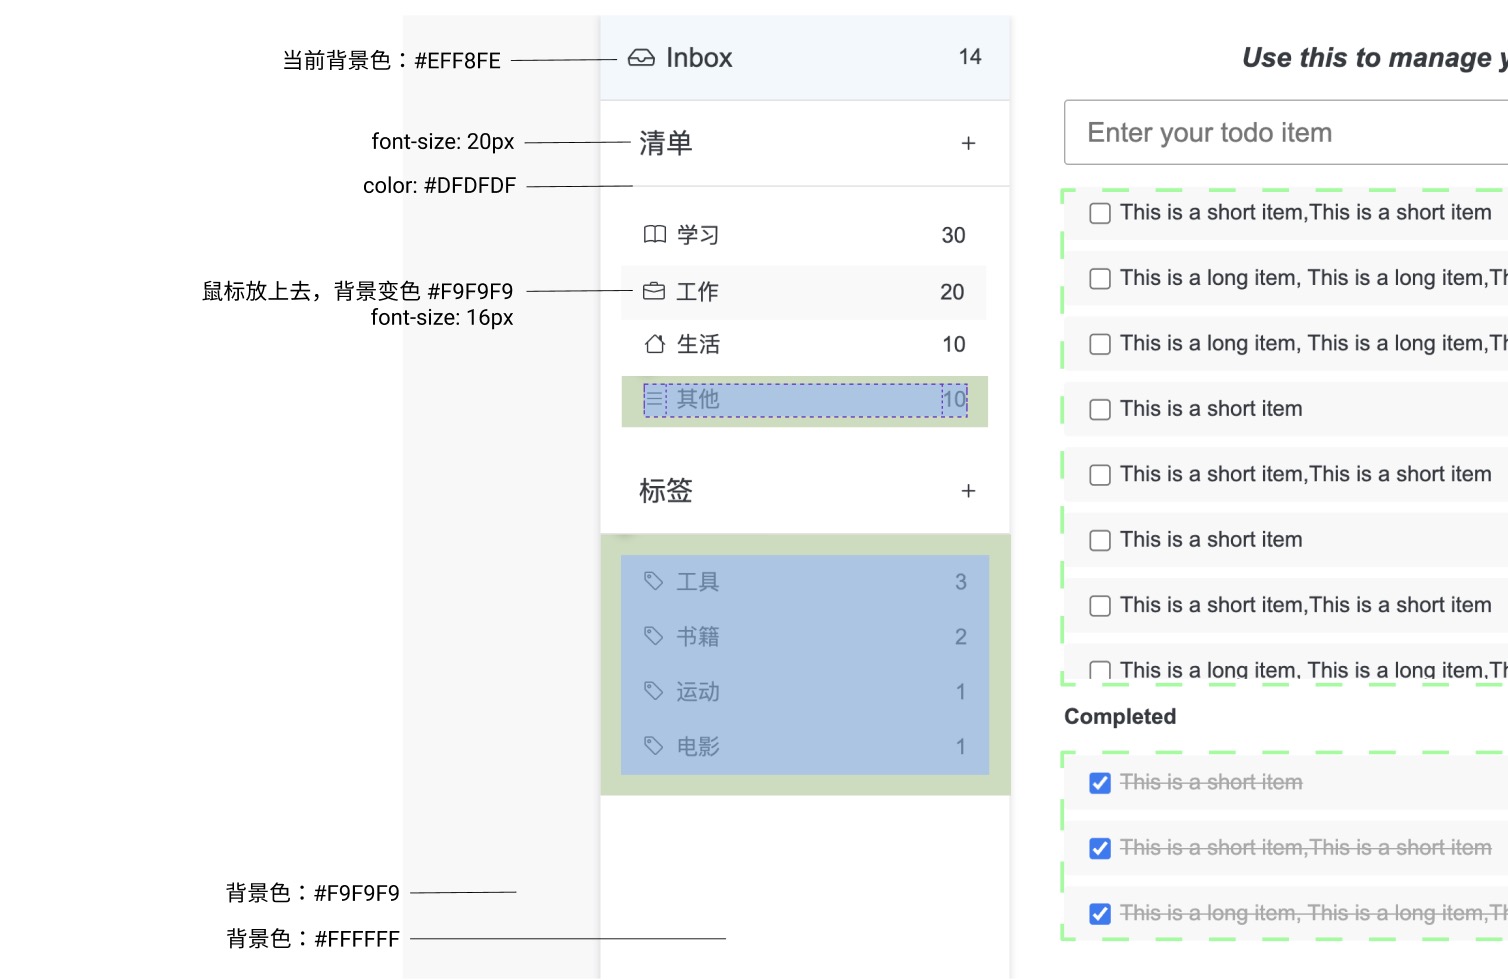 当前背景色：#EFF8FE
Inbox 14
font-size: 20px
清单 +
color: #DFDFDF
学习 30
鼠标放上去，背景变色 #F9F9F9
font-size: 16px
工作 20
生活 10
其他 10
标签 +
工具 3
书籍 2
运动 1
电影 1
背景色：#F9F9F9
背景色：#FFFFFF
Use this to manage y
Enter your todo item
This is a short item,This is a short item
This is a long item, This is a long item,Th
This is a long item, This is a long item,Th
This is a short item
This is a short item,This is a short item
This is a short item
This is a short item,This is a short item
This is a long item, This is a long item,Th
Completed
This is a short item
This is a short item,This is a short item
This is a long item, This is a long item,Th